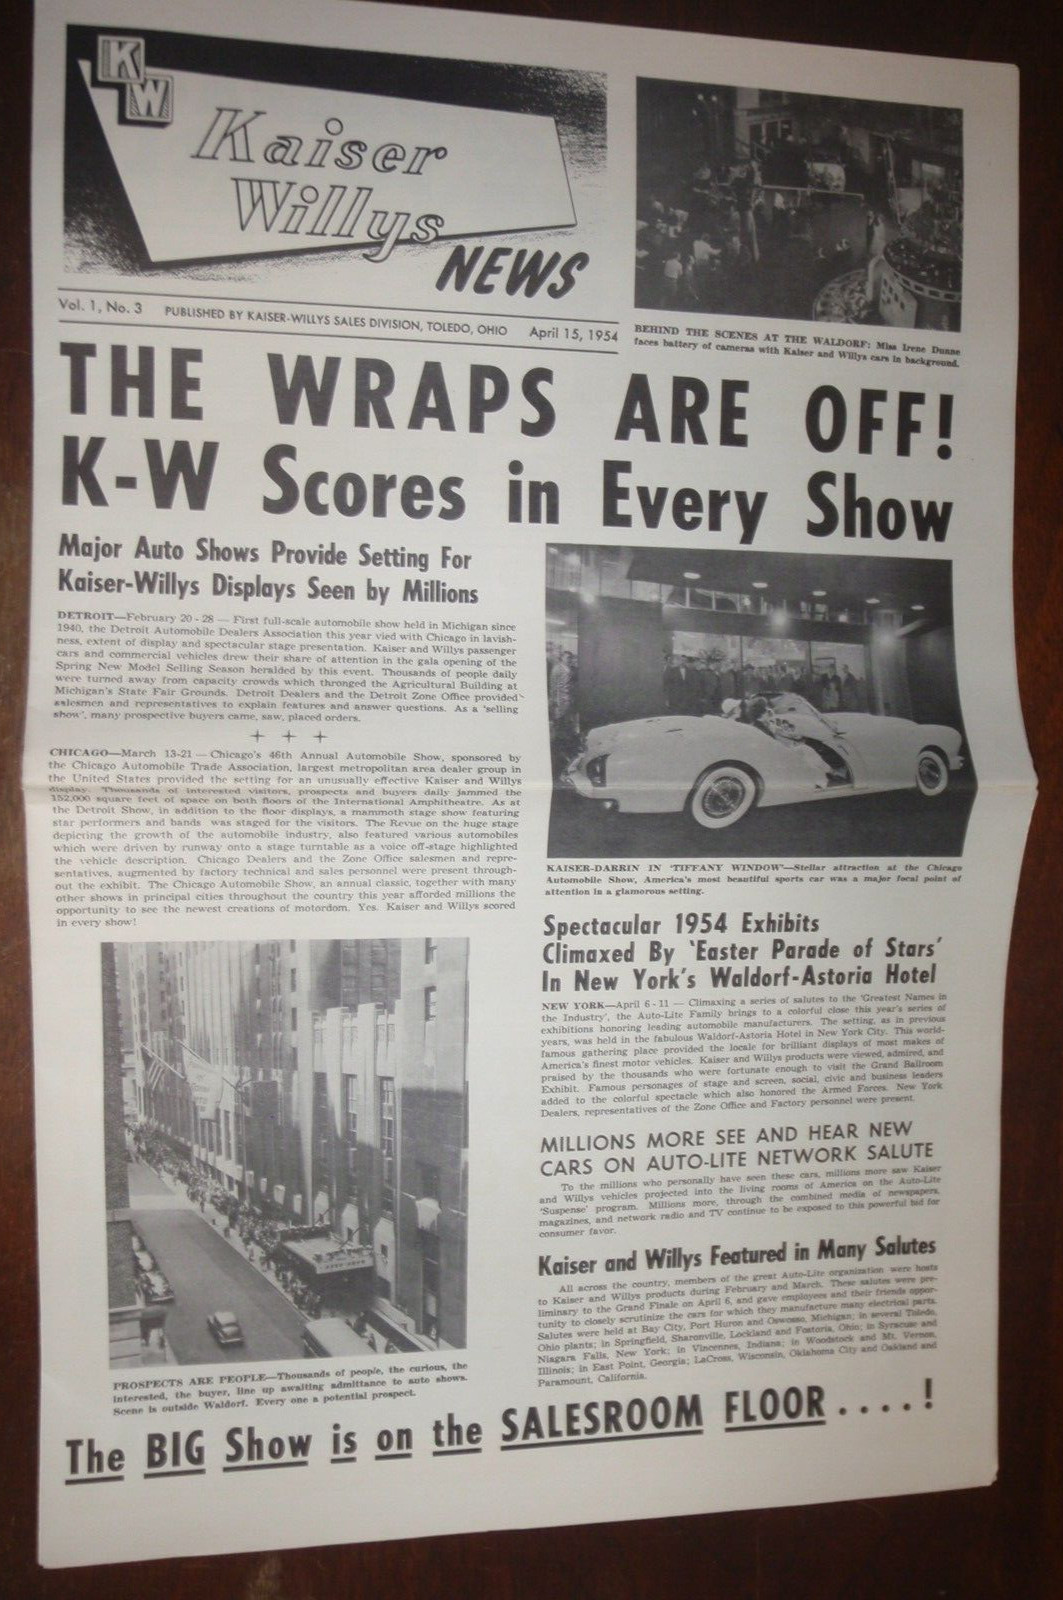 KW
Kaiser
Willys
NEWS
Vol. 1, No. 3 PUBLISHED BY KAISER-WILLYS SALES DIVISION, TOLEDO, OHIO April 15, 1954
BEHIND THE SCENES AT THE WALDORF: Miss Irene Dunne
faces battery of cameras with Kaiser and Willys cars in background.
THE WRAPS ARE OFF!
K-W Scores in Every Show
Major Auto Shows Provide Setting For
Kaiser-Willys Displays Seen by Millions
DETROIT—February 20 - 28 — First full-scale automobile show held in Michigan since
1940, the Detroit Automobile Dealers Association this year vied with Chicago in lavish-
ness, extent of display and spectacular stage presentation. Kaiser and Willys passenger
cars and commercial vehicles drew their share of attention in the gala opening of the
Spring New Model Selling Season heralded by this event. Thousands of people daily
were turned away from capacity crowds which thronged the Agricultural Building at
Michigan's State Fair Grounds. Detroit Dealers and the Detroit Zone Office provided
salesmen and representatives to explain features and answer questions. As a 'selling
show', many prospective buyers came, saw, placed orders.
+ + +
CHICAGO—March 13-21 — Chicago's 46th Annual Automobile Show, sponsored by
the Chicago Automobile Trade Association, largest metropolitan area dealer group in
the United States provided the setting for an unusually effective Kaiser and Willys
display. Thousands of interested visitors, prospects and buyers daily jammed the
152,000 square feet of space on both floors of the International Amphitheatre. As at
the Detroit Show, in addition to the floor displays, a mammoth stage show featuring
star performers and bands was staged for the visitors. The Revue on the huge stage
depicting the growth of the automobile industry, also featured various automobiles
which were driven by runway onto a stage turntable as a voice off-stage highlighted
the vehicle description. Chicago Dealers and the Zone Office salesmen and repre-
sentatives, augmented by factory technical and sales personnel were present through-
out the exhibit. The Chicago Automobile Show, an annual classic, together with many
other shows in principal cities throughout the country this year afforded millions the
opportunity to see the newest creations of motordom. Yes, Kaiser and Willys scored
in every show!
PROSPECTS ARE PEOPLE—Thousands of people, the curious, the
interested, the buyer, line up awaiting admittance to auto shows.
Scene is outside Waldorf. Every one a potential prospect.
KAISER-DARRIN IN 'TIFFANY WINDOW'—Stellar attraction at the Chicago
Automobile Show, America's most beautiful sports car was a major focal point of
attention in a glamorous setting.
Spectacular 1954 Exhibits
Climaxed By 'Easter Parade of Stars'
In New York's Waldorf-Astoria Hotel
NEW YORK—April 6 - 11 — Climaxing a series of salutes to the 'Greatest Names in
the Industry', the Auto-Lite Family brings to a colorful close this year's series of
exhibitions honoring leading automobile manufacturers. The setting, as in previous
years, was held in the fabulous Waldorf-Astoria Hotel in New York City. This world-
famous gathering place provided the locale for brilliant displays of most makes of
America's finest motor vehicles. Kaiser and Willys products were viewed, admired, and
praised by the thousands who were fortunate enough to visit the Grand Ballroom
Exhibit. Famous personages of stage and screen, social, civic and business leaders
added to the colorful spectacle which also honored the Armed Forces. New York
Dealers, representatives of the Zone Office and Factory personnel were present.
MILLIONS MORE SEE AND HEAR NEW
CARS ON AUTO-LITE NETWORK SALUTE
To the millions who personally have seen these cars, millions more saw Kaiser
and Willys vehicles projected into the living rooms of America on the Auto-Lite
'Suspense' program. Millions more, through the combined media of newspapers,
magazines, and network radio and TV continue to be exposed to this powerful bid for
consumer favor.
Kaiser and Willys Featured in Many Salutes
All across the country, members of the great Auto-Lite organization were hosts
to Kaiser and Willys products during February and March. These salutes were pre-
liminary to the Grand Finale on April 6, and gave employees and their friends oppor-
tunity to closely scrutinize the cars for which they manufacture many electrical parts.
Salutes were held at Bay City, Port Huron and Owosso, Michigan; in several Toledo,
Ohio plants; in Springfield, Sharonville, Lockland and Fostoria, Ohio; in Syracuse and
Niagara Falls, New York; in Vincennes, Indiana; in Woodstock and Mt. Vernon,
Illinois; in East Point, Georgia; LaCross, Wisconsin, Oklahoma City and Oakland and
Paramount, California.
The BIG Show is on the SALESROOM FLOOR . . . . !